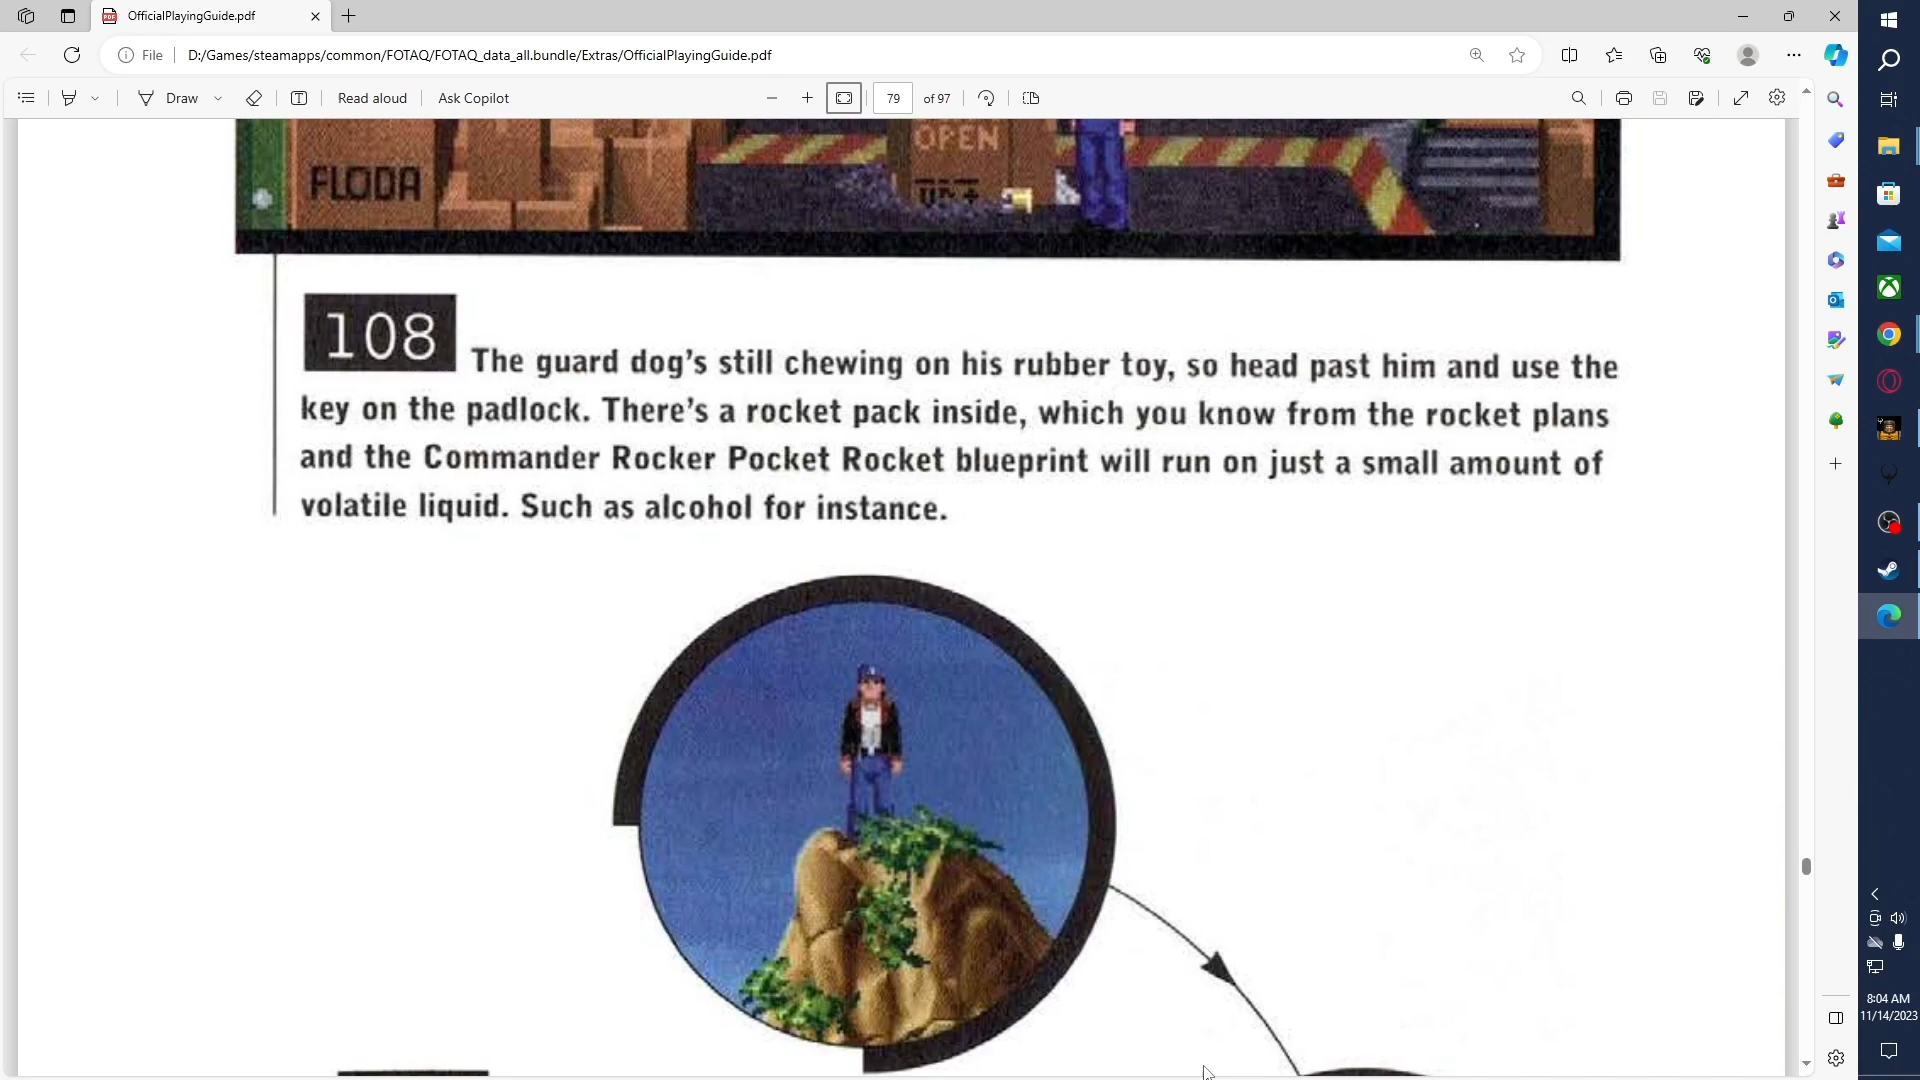 OfficialPlayingGuide.pdf
File
D:/Games/steamapps/common/FOTAQ/FOTAQ_data_all.bundle/Extras/OfficialPlayingGuide.pdf
Draw
Read aloud
Ask Copilot
79 of 97
OPEN
FLODA
108
The guard dog's still chewing on his rubber toy, so head past him and use the
key on the padlock. There's a rocket pack inside, which you know from the rocket plans
and the Commander Rocker Pocket Rocket blueprint will run on just a small amount of
volatile liquid. Such as alcohol for instance.
8:04 AM
11/14/2023